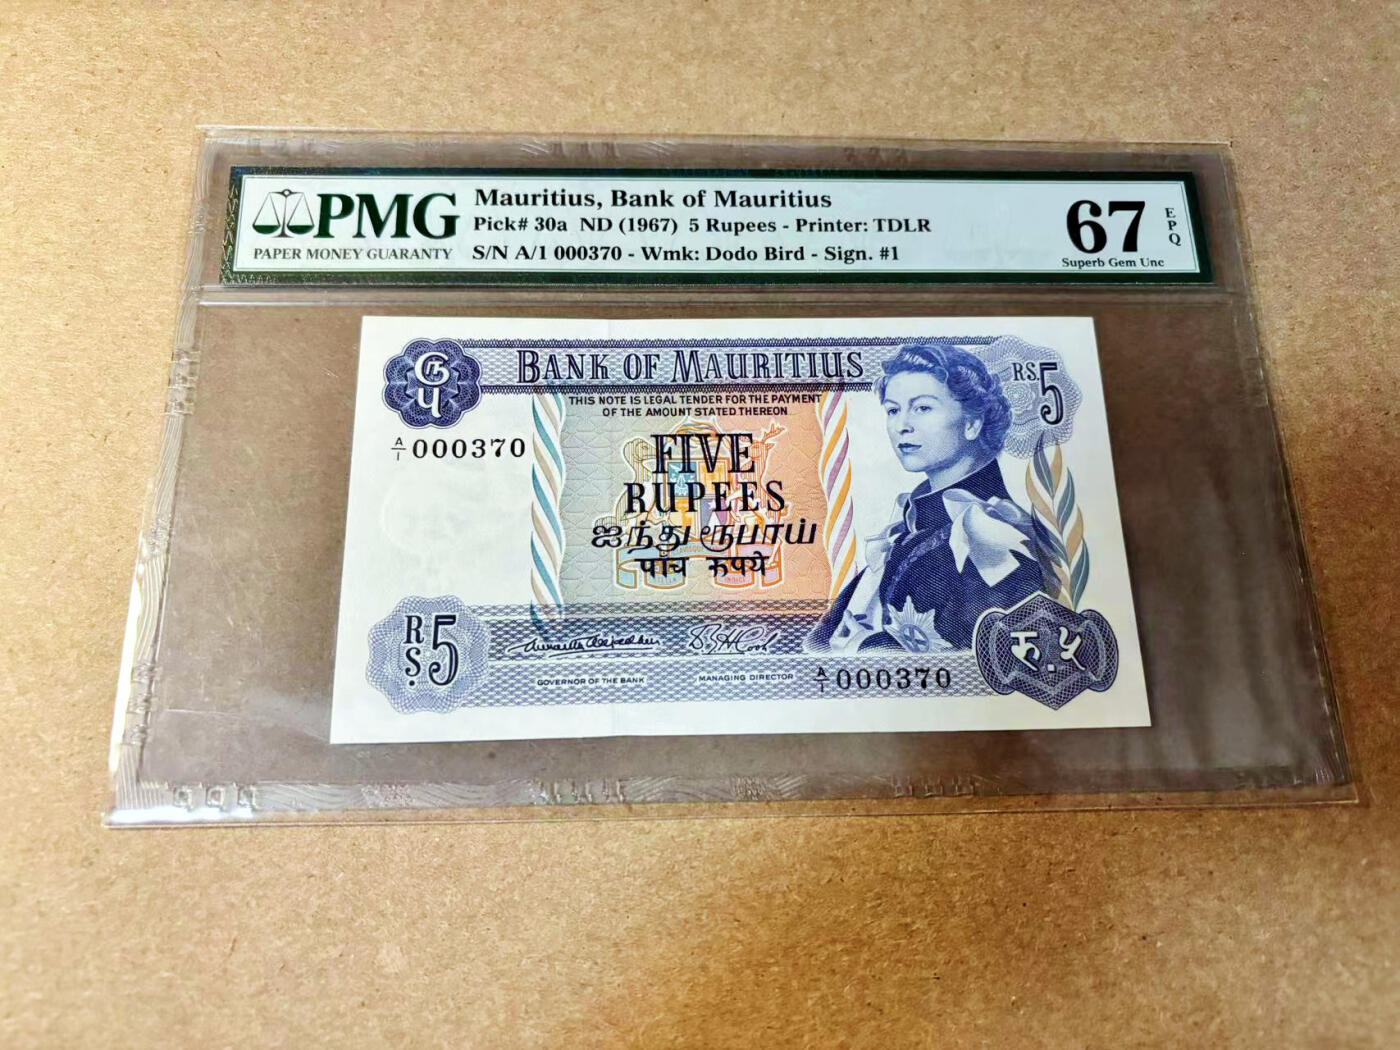 PMG
PAPER MONEY GUARANTY
Mauritius, Bank of Mauritius
Pick# 30a ND (1967) 5 Rupees - Printer: TDLR
S/N A/1 000370 - Wmk: Dodo Bird - Sign. #1
67
EPQ
Superb Gem Unc
BANK OF MAURITIUS
RS.5
THIS NOTE IS LEGAL TENDER FOR THE PAYMENT
OF THE AMOUNT STATED THEREON
A/1 000370
FIVE
RUPEES
ஐந்து ரூபாய்
पाँच रुपये
RS.5
GOVERNOR OF THE BANK
MANAGING DIRECTOR
A/1 000370
रु.५